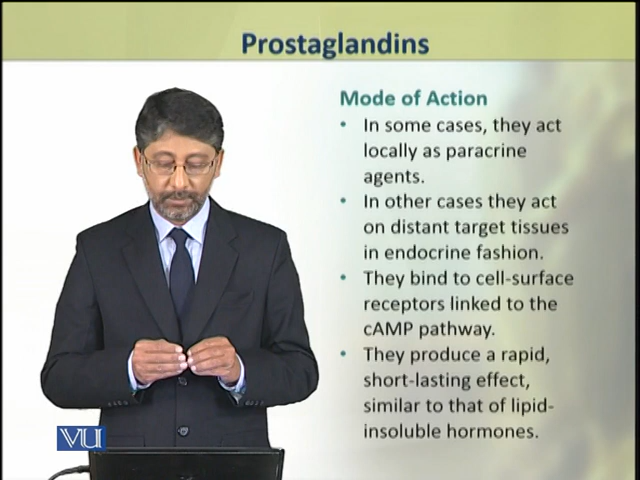 Prostaglandins
Mode of Action
• In some cases, they act
locally as paracrine
agents.
• In other cases they act
on distant target tissues
in endocrine fashion.
• They bind to cell-surface
receptors linked to the
cAMP pathway.
• They produce a rapid,
short-lasting effect,
similar to that of lipid-
insoluble hormones.
VU